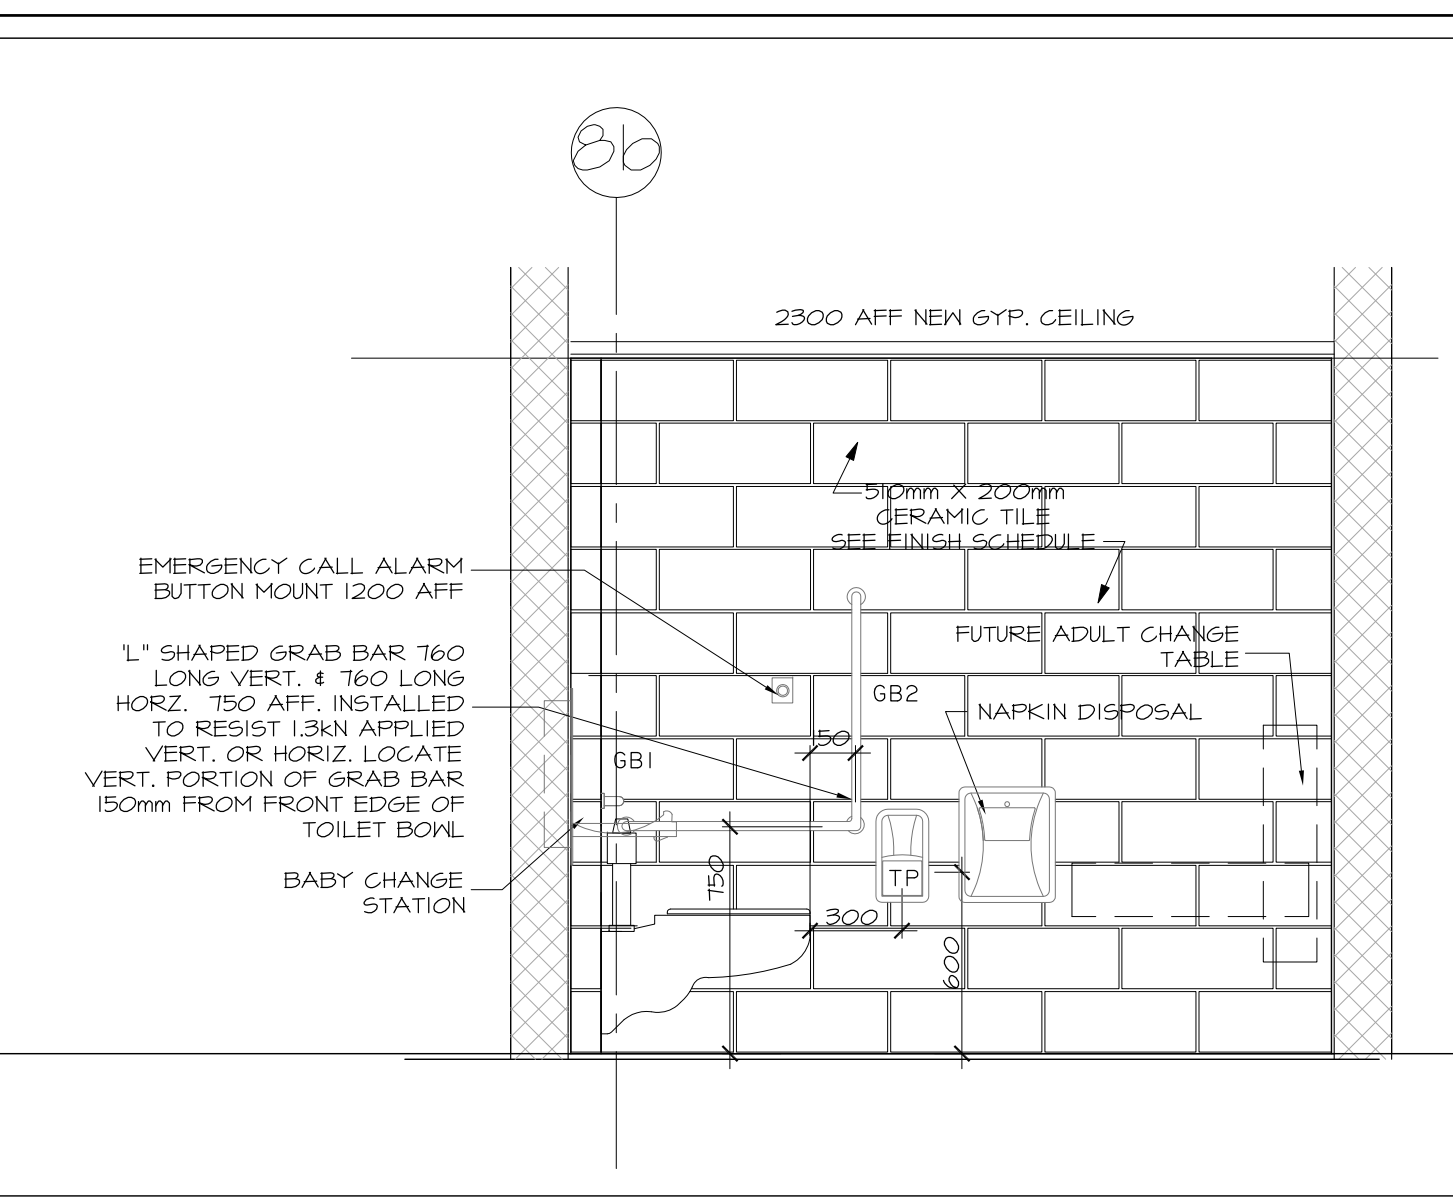 8b
2300 AFF NEW GYP. CEILING
510mm X 200mm
CERAMIC TILE
SEE FINISH SCHEDULE
EMERGENCY CALL ALARM
BUTTON MOUNT 1200 AFF
FUTURE ADULT CHANGE
TABLE
'L" SHAPED GRAB BAR 760
LONG VERT. & 760 LONG
HORZ. 750 AFF. INSTALLED
TO RESIST 1.3kN APPLIED
VERT. OR HORIZ. LOCATE
VERT. PORTION OF GRAB BAR
150mm FROM FRONT EDGE OF
TOILET BOWL
GB2
NAPKIN DISPOSAL
50
GB1
BABY CHANGE
STATION
750
TP
300
600